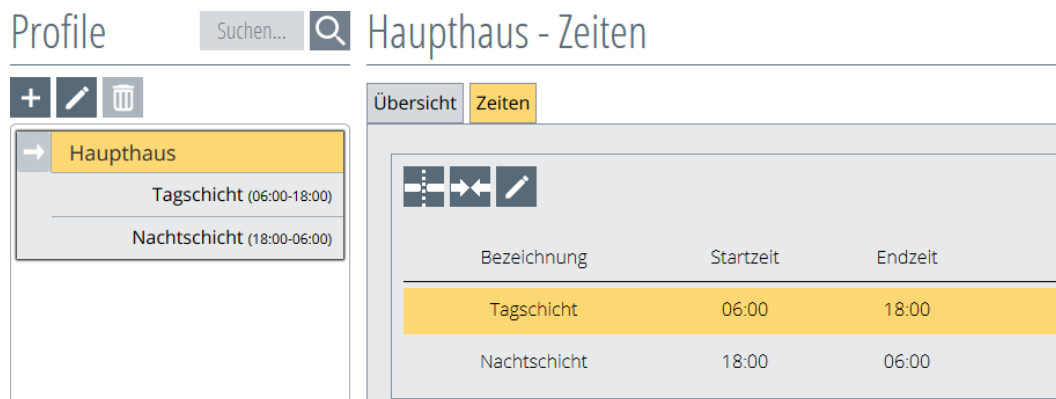 Profile
Suchen...
Haupthaus - Zeiten
Übersicht Zeiten
Haupthaus
Tagschicht (06:00-18:00)
Nachtschicht (18:00-06:00)
Bezeichnung Startzeit Endzeit
Tagschicht 06:00 18:00
Nachtschicht 18:00 06:00